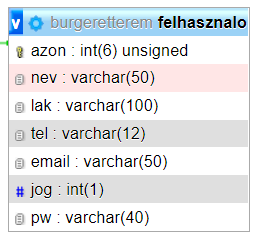 v burgeretterem felhasznalo
azon : int(6) unsigned
nev : varchar(50)
lak : varchar(100)
tel : varchar(12)
email : varchar(50)
# jog : int(1)
pw : varchar(40)